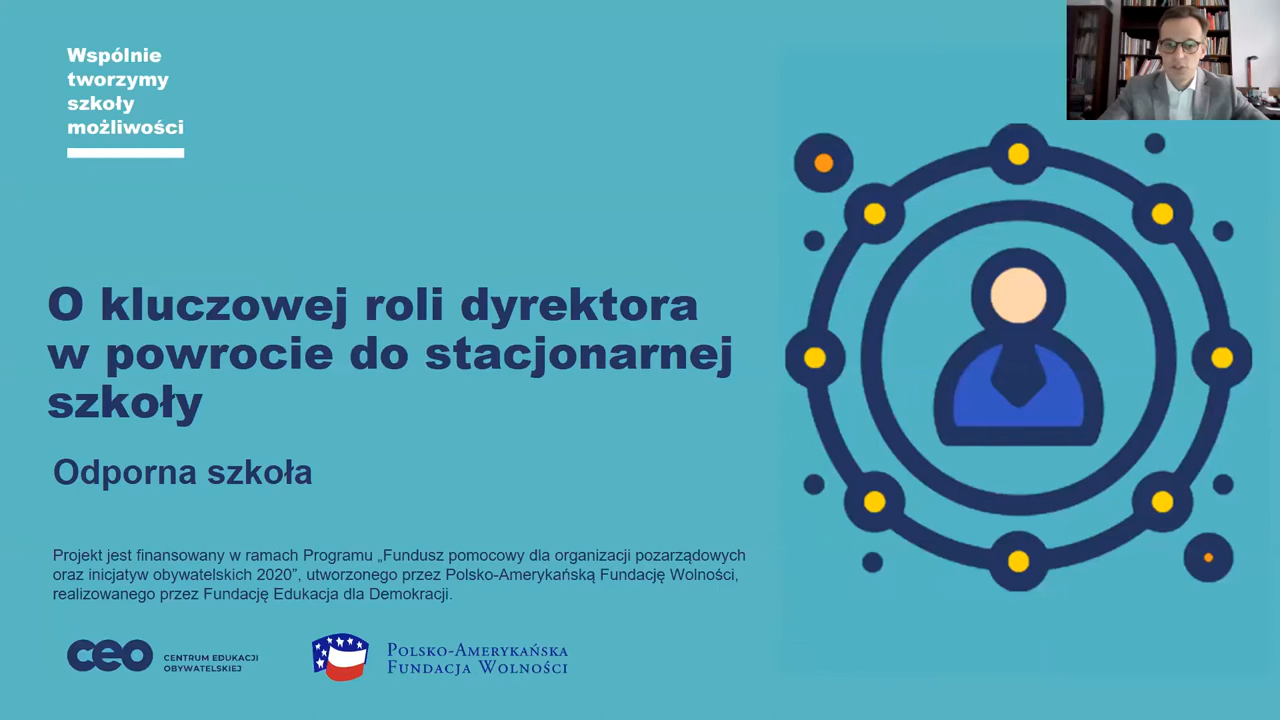 Wspólnie
tworzymy
szkoły
możliwości
O kluczowej roli dyrektora
w powrocie do stacjonarnej
szkoły
Odporna szkoła
Projekt jest finansowany w ramach Programu „Fundusz pomocowy dla organizacji pozarządowych
oraz inicjatyw obywatelskich 2020”, utworzonego przez Polsko-Amerykańską Fundację Wolności,
realizowanego przez Fundację Edukacja dla Demokracji.
ceo
CENTRUM EDUKACJI
OBYWATELSKIEJ
POLSKO-AMERYKAŃSKA
FUNDACJA WOLNOŚCI